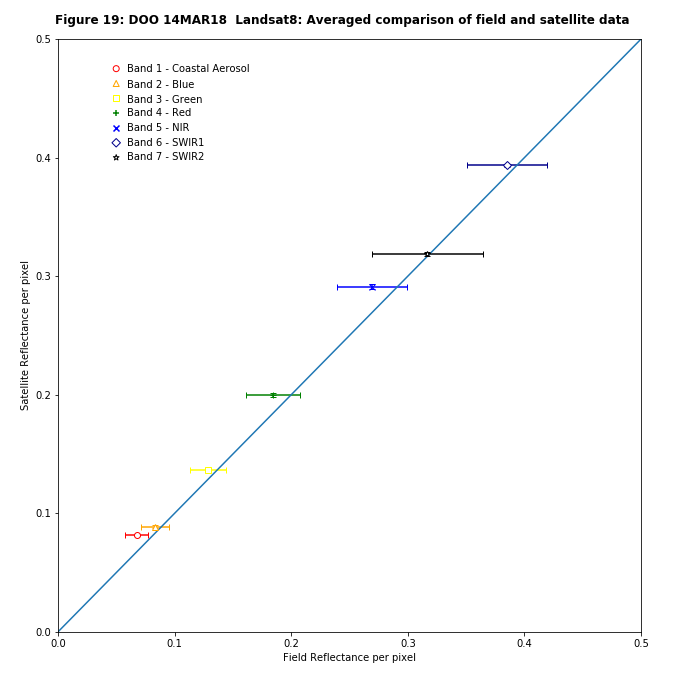 Figure 19: DOO 14MAR18  Landsat8: Averaged comparison of field and satellite data
0.5
Band 1 - Coastal Aerosol
Band 2 - Blue
Band 3 - Green
Band 4 - Red
Band 5 - NIR
Band 6 - SWIR1
Band 7 - SWIR2
0.4
0.3
Satellite Reflectance per pixel
0.2
0.1
0.0
0.0 0.1 0.2 0.3 0.4 0.5
Field Reflectance per pixel